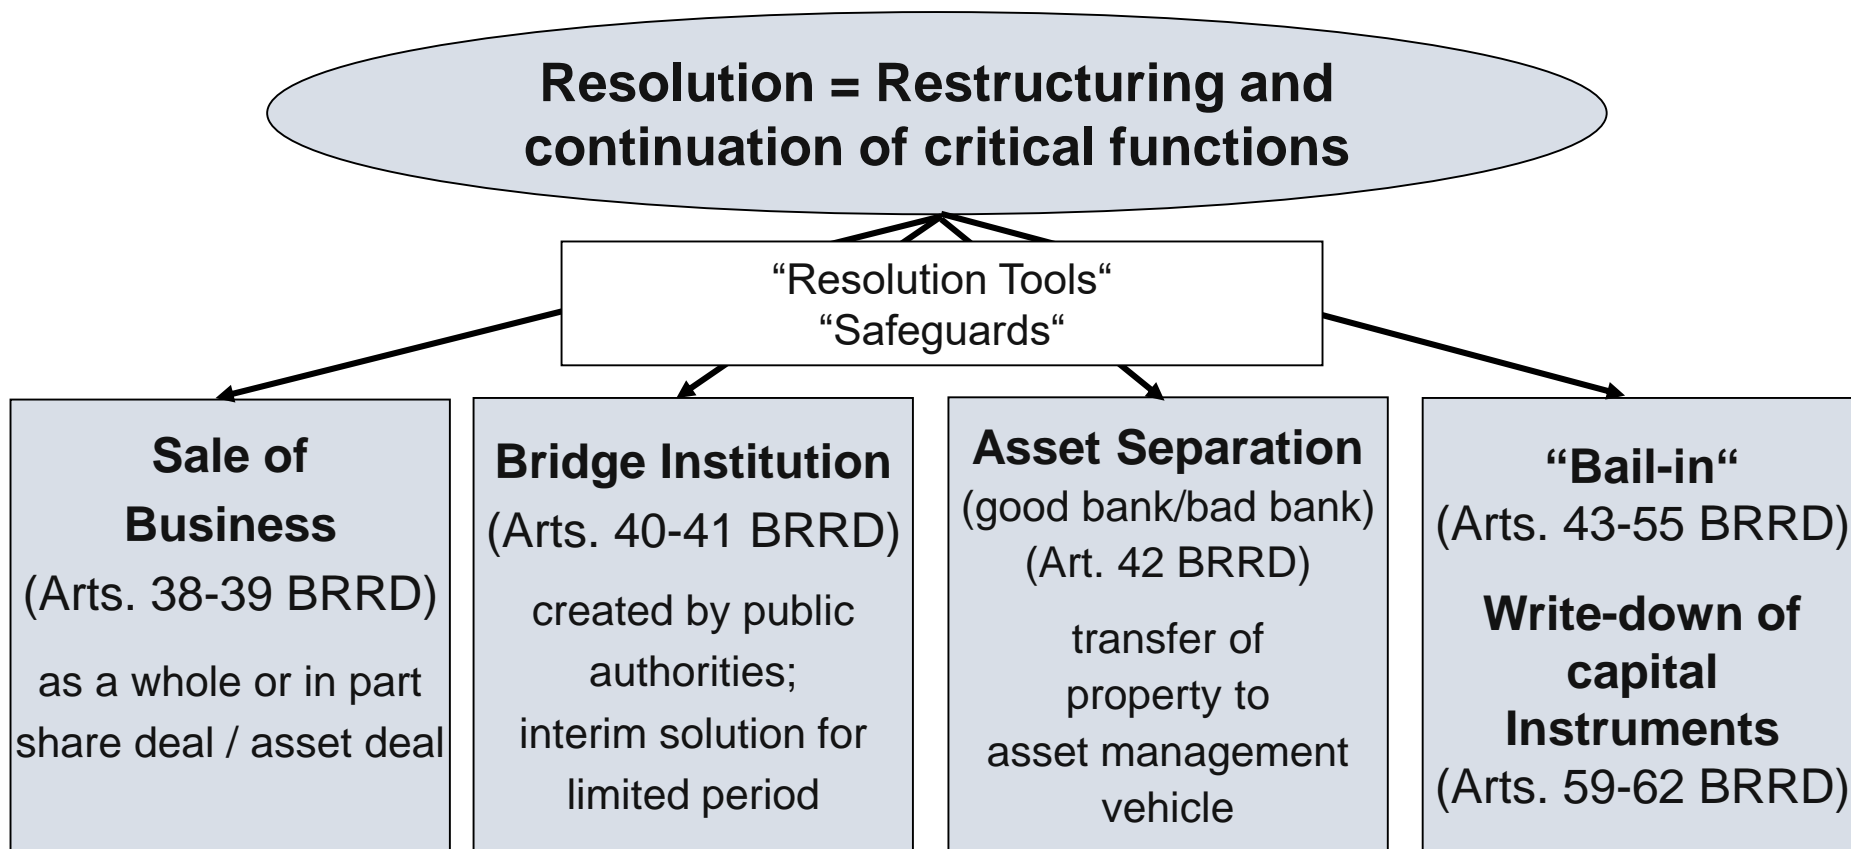 Resolution = Restructuring and
continuation of critical functions
“Resolution Tools“
“Safeguards“
Sale of
Business
(Arts. 38-39 BRRD)
as a whole or in part
share deal / asset deal
Bridge Institution
(Arts. 40-41 BRRD)
created by public
authorities;
interim solution for
limited period
Asset Separation
(good bank/bad bank)
(Art. 42 BRRD)
transfer of
property to
asset management
vehicle
“Bail-in“
(Arts. 43-55 BRRD)
Write-down of
capital
Instruments
(Arts. 59-62 BRRD)